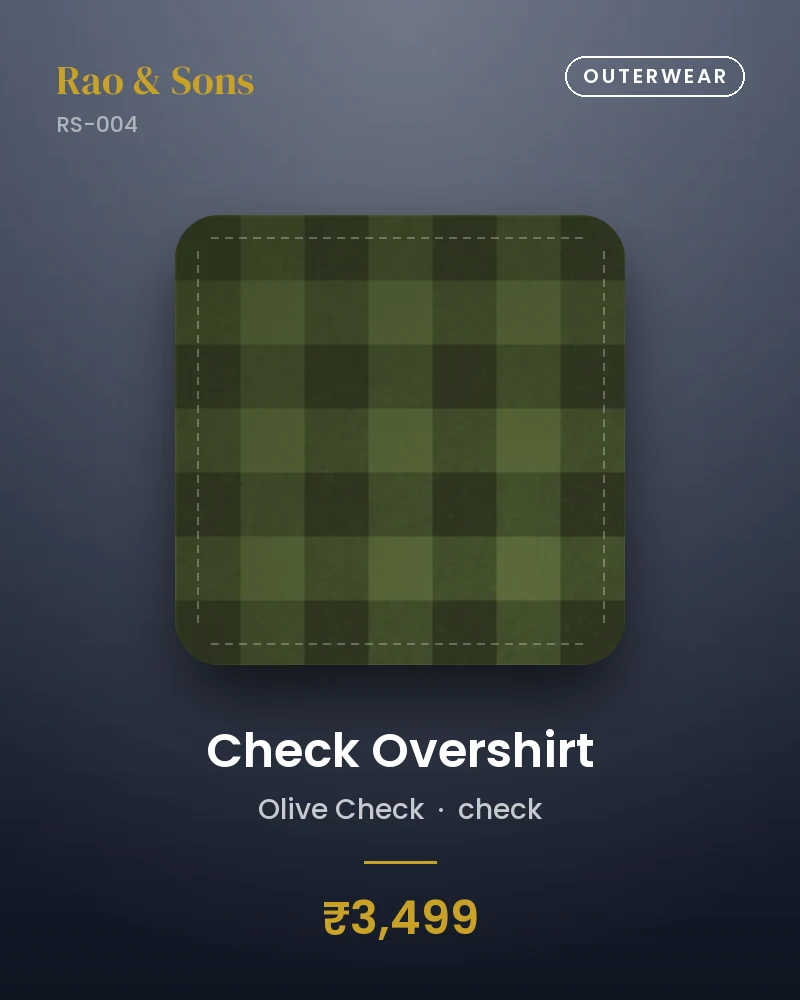 Rao & Sons
OUTERWEAR
RS-004
Check Overshirt
Olive Check · check
₹3,499